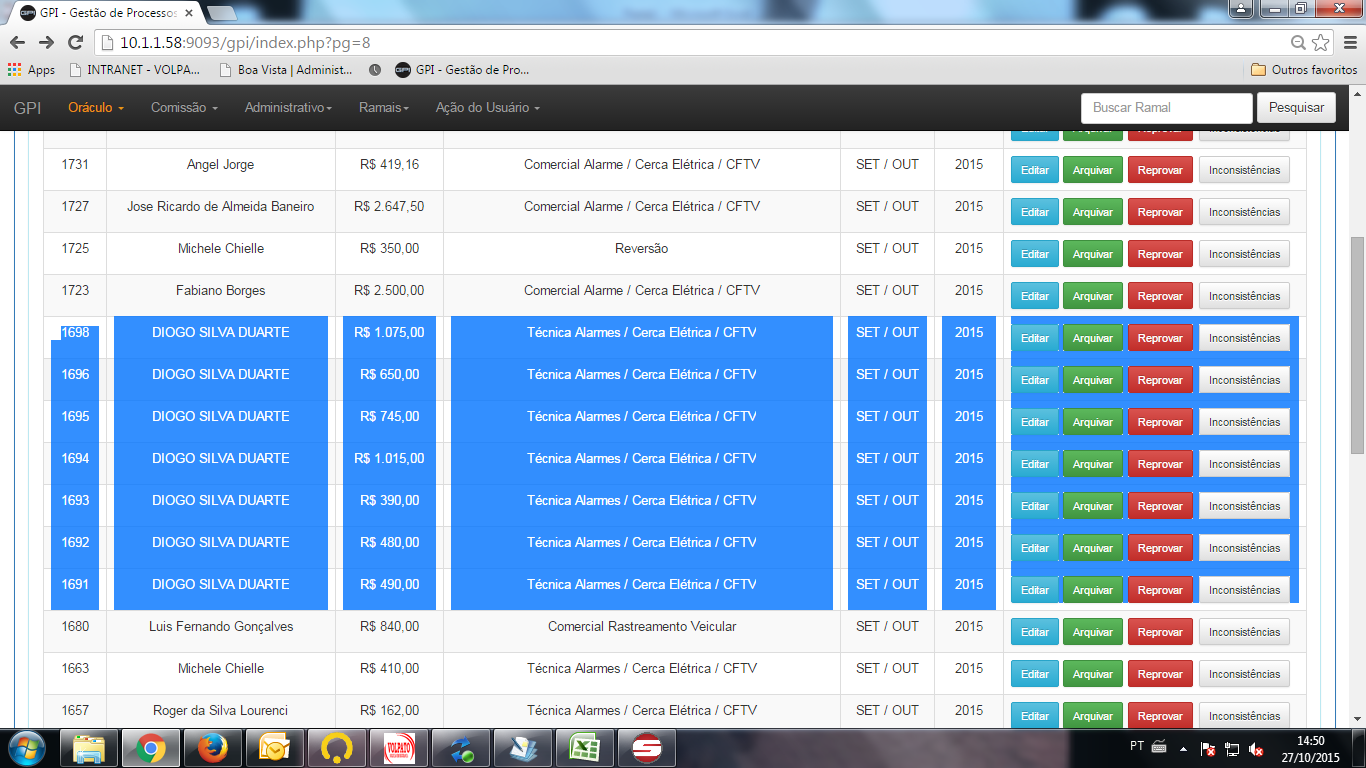 GPI - Gestão de Processos
10.1.1.58:9093/gpi/index.php?pg=8
Apps INTRANET - VOLPA... Boa Vista | Administ... GPI - Gestão de Pro... Outros favoritos
GPI Oráculo Comissão Administrativo Ramais Ação do Usuário Buscar Ramal Pesquisar
1731 Angel Jorge R$ 419,16 Comercial Alarme / Cerca Elétrica / CFTV SET / OUT 2015 Editar Arquivar Reprovar Inconsistências
1727 Jose Ricardo de Almeida Baneiro R$ 2.647,50 Comercial Alarme / Cerca Elétrica / CFTV SET / OUT 2015 Editar Arquivar Reprovar Inconsistências
1725 Michele Chielle R$ 350,00 Reversão SET / OUT 2015 Editar Arquivar Reprovar Inconsistências
1723 Fabiano Borges R$ 2.500,00 Comercial Alarme / Cerca Elétrica / CFTV SET / OUT 2015 Editar Arquivar Reprovar Inconsistências
1698 DIOGO SILVA DUARTE R$ 1.075,00 Técnica Alarmes / Cerca Elétrica / CFTV SET / OUT 2015 Editar Arquivar Reprovar Inconsistências
1696 DIOGO SILVA DUARTE R$ 650,00 Técnica Alarmes / Cerca Elétrica / CFTV SET / OUT 2015 Editar Arquivar Reprovar Inconsistências
1695 DIOGO SILVA DUARTE R$ 745,00 Técnica Alarmes / Cerca Elétrica / CFTV SET / OUT 2015 Editar Arquivar Reprovar Inconsistências
1694 DIOGO SILVA DUARTE R$ 1.015,00 Técnica Alarmes / Cerca Elétrica / CFTV SET / OUT 2015 Editar Arquivar Reprovar Inconsistências
1693 DIOGO SILVA DUARTE R$ 390,00 Técnica Alarmes / Cerca Elétrica / CFTV SET / OUT 2015 Editar Arquivar Reprovar Inconsistências
1692 DIOGO SILVA DUARTE R$ 480,00 Técnica Alarmes / Cerca Elétrica / CFTV SET / OUT 2015 Editar Arquivar Reprovar Inconsistências
1691 DIOGO SILVA DUARTE R$ 490,00 Técnica Alarmes / Cerca Elétrica / CFTV SET / OUT 2015 Editar Arquivar Reprovar Inconsistências
1680 Luis Fernando Gonçalves R$ 840,00 Comercial Rastreamento Veicular SET / OUT 2015 Editar Arquivar Reprovar Inconsistências
1663 Michele Chielle R$ 410,00 Técnica Alarmes / Cerca Elétrica / CFTV SET / OUT 2015 Editar Arquivar Reprovar Inconsistências
1657 Roger da Silva Lourenci R$ 162,00 Técnica Alarmes / Cerca Elétrica / CFTV SET / OUT 2015 Editar Arquivar Reprovar Inconsistências
VOLPATO PT 14:50
27/10/2015